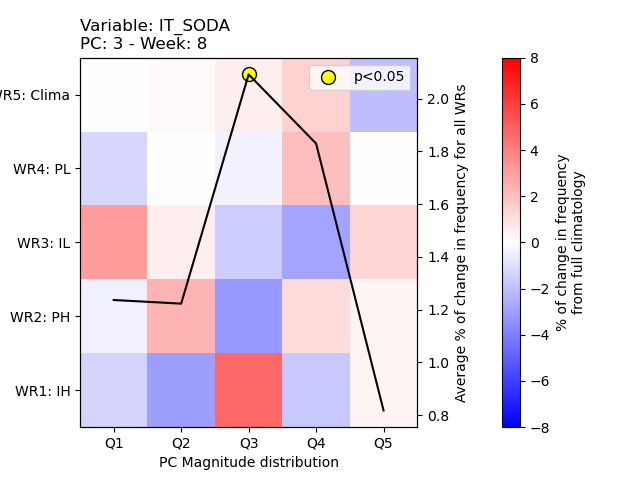 Variable: IT_SODA
PC: 3 - Week: 8
p<0.05
WR5: Clima
WR4: PL
WR3: IL
WR2: PH
WR1: IH
Q1 Q2 Q3 Q4 Q5
PC Magnitude distribution
2.0
1.8
1.6
1.4
1.2
1.0
0.8
Average % of change in frequency for all WRs
8
6
4
2
0
−2
−4
−6
−8
% of change in frequency
from full climatology